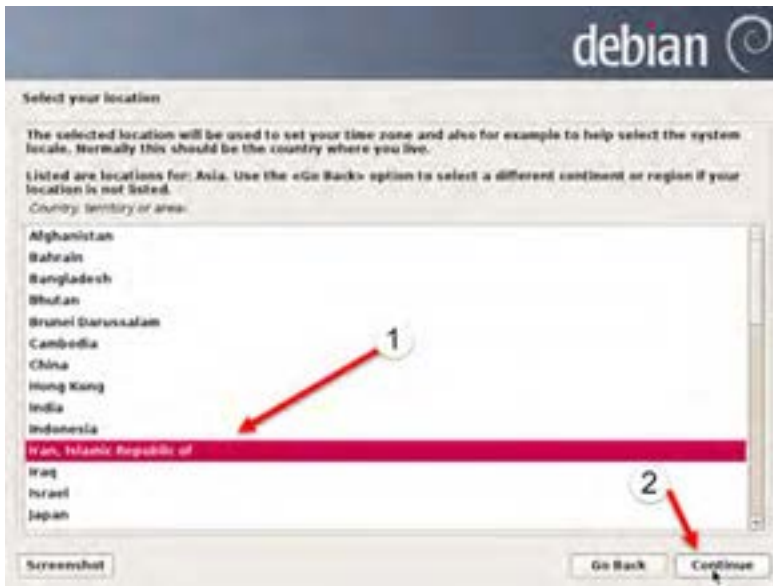 debian
Select your location
The selected location will be used to set your time zone and also for example to help select the system
locale. Normally this should be the country where you live.
Listed are locations for: Asia. Use the «Go Back» option to select a different continent or region if your
location is not listed.
Country, territory or area:
Afghanistan
Bahrain
Bangladesh
Bhutan
Brunei Darussalam
Cambodia
1
China
Hong Kong
India
Indonesia
Iran, Islamic Republic of
Iraq
2
Israel
Japan
Screenshot
Go Back
Continue